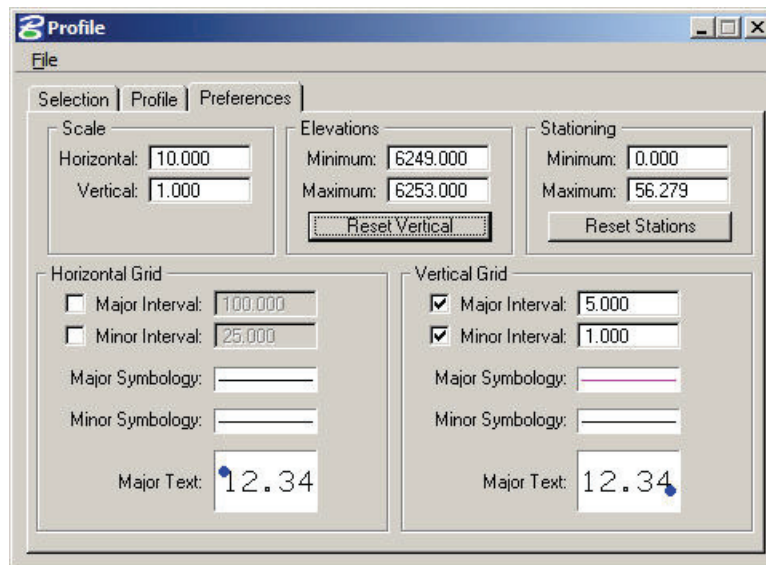 Profile
File
Selection Profile Preferences
Scale Elevations Stationing
Horizontal: 10.000 Minimum: 6249.000 Minimum: 0.000
Vertical: 1.000 Maximum: 6253.000 Maximum: 56.279
Reset Vertical Reset Stations
Horizontal Grid Vertical Grid
Major Interval: 100.000 Major Interval: 5.000
Minor Interval: 25.000 Minor Interval: 1.000
Major Symbology: Major Symbology:
Minor Symbology: Minor Symbology:
Major Text: 12.34 Major Text: 12.34